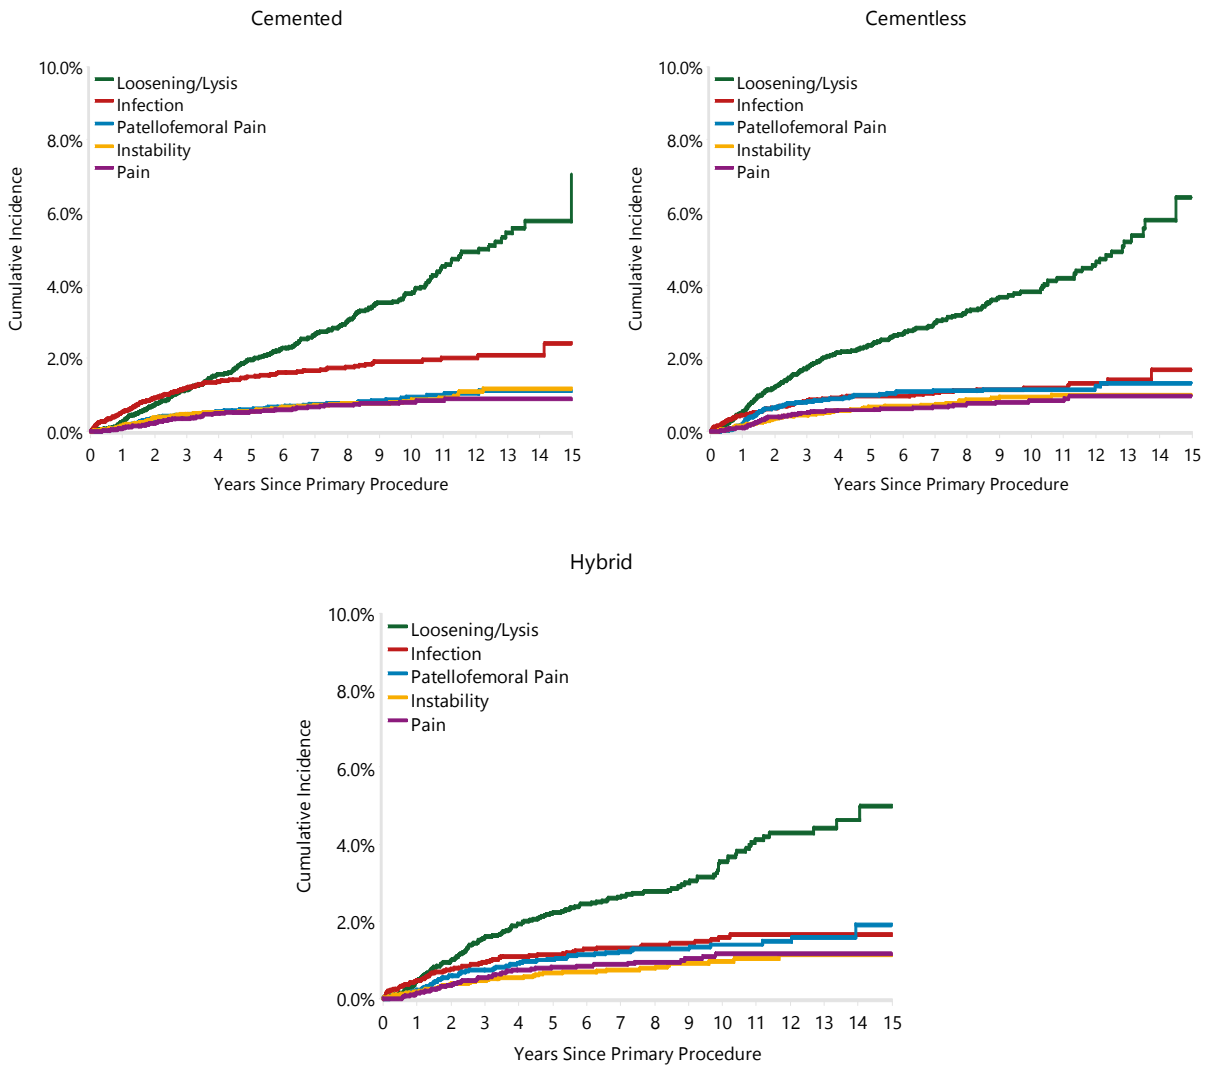 Cemented
10.0%
8.0%
6.0%
4.0%
2.0%
0.0%
Cumulative Incidence
Loosening/Lysis
Infection
Patellofemoral Pain
Instability
Pain
0 1 2 3 4 5 6 7 8 9 10 11 12 13 14 15
Years Since Primary Procedure
Cementless
10.0%
8.0%
6.0%
4.0%
2.0%
0.0%
Cumulative Incidence
Loosening/Lysis
Infection
Patellofemoral Pain
Instability
Pain
0 1 2 3 4 5 6 7 8 9 10 11 12 13 14 15
Years Since Primary Procedure
Hybrid
10.0%
8.0%
6.0%
4.0%
2.0%
0.0%
Cumulative Incidence
Loosening/Lysis
Infection
Patellofemoral Pain
Instability
Pain
0 1 2 3 4 5 6 7 8 9 10 11 12 13 14 15
Years Since Primary Procedure